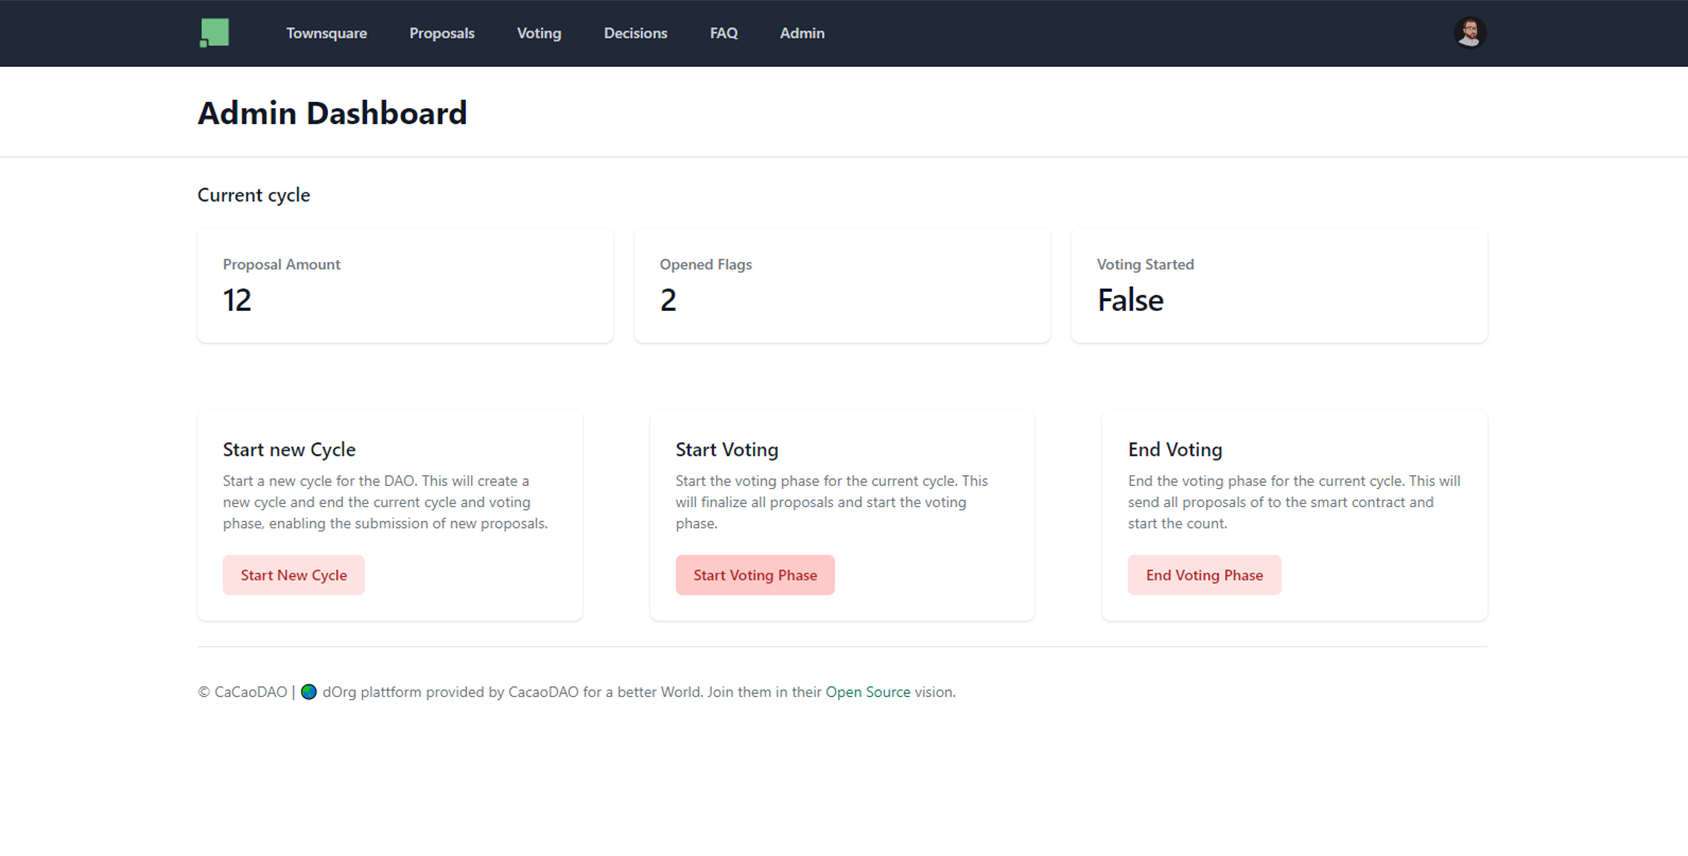 Townsquare Proposals Voting Decisions FAQ Admin
Admin Dashboard
Current cycle
Proposal Amount
12
Opened Flags
2
Voting Started
False
Start new Cycle
Start a new cycle for the DAO. This will create a
new cycle and end the current cycle and voting
phase, enabling the submission of new proposals.
Start New Cycle
Start Voting
Start the voting phase for the current cycle. This
will finalize all proposals and start the voting
phase.
Start Voting Phase
End Voting
End the voting phase for the current cycle. This will
send all proposals of to the smart contract and
start the count.
End Voting Phase
© CaCaoDAO | 🌍 dOrg plattform provided by CacaoDAO for a better World. Join them in their Open Source vision.